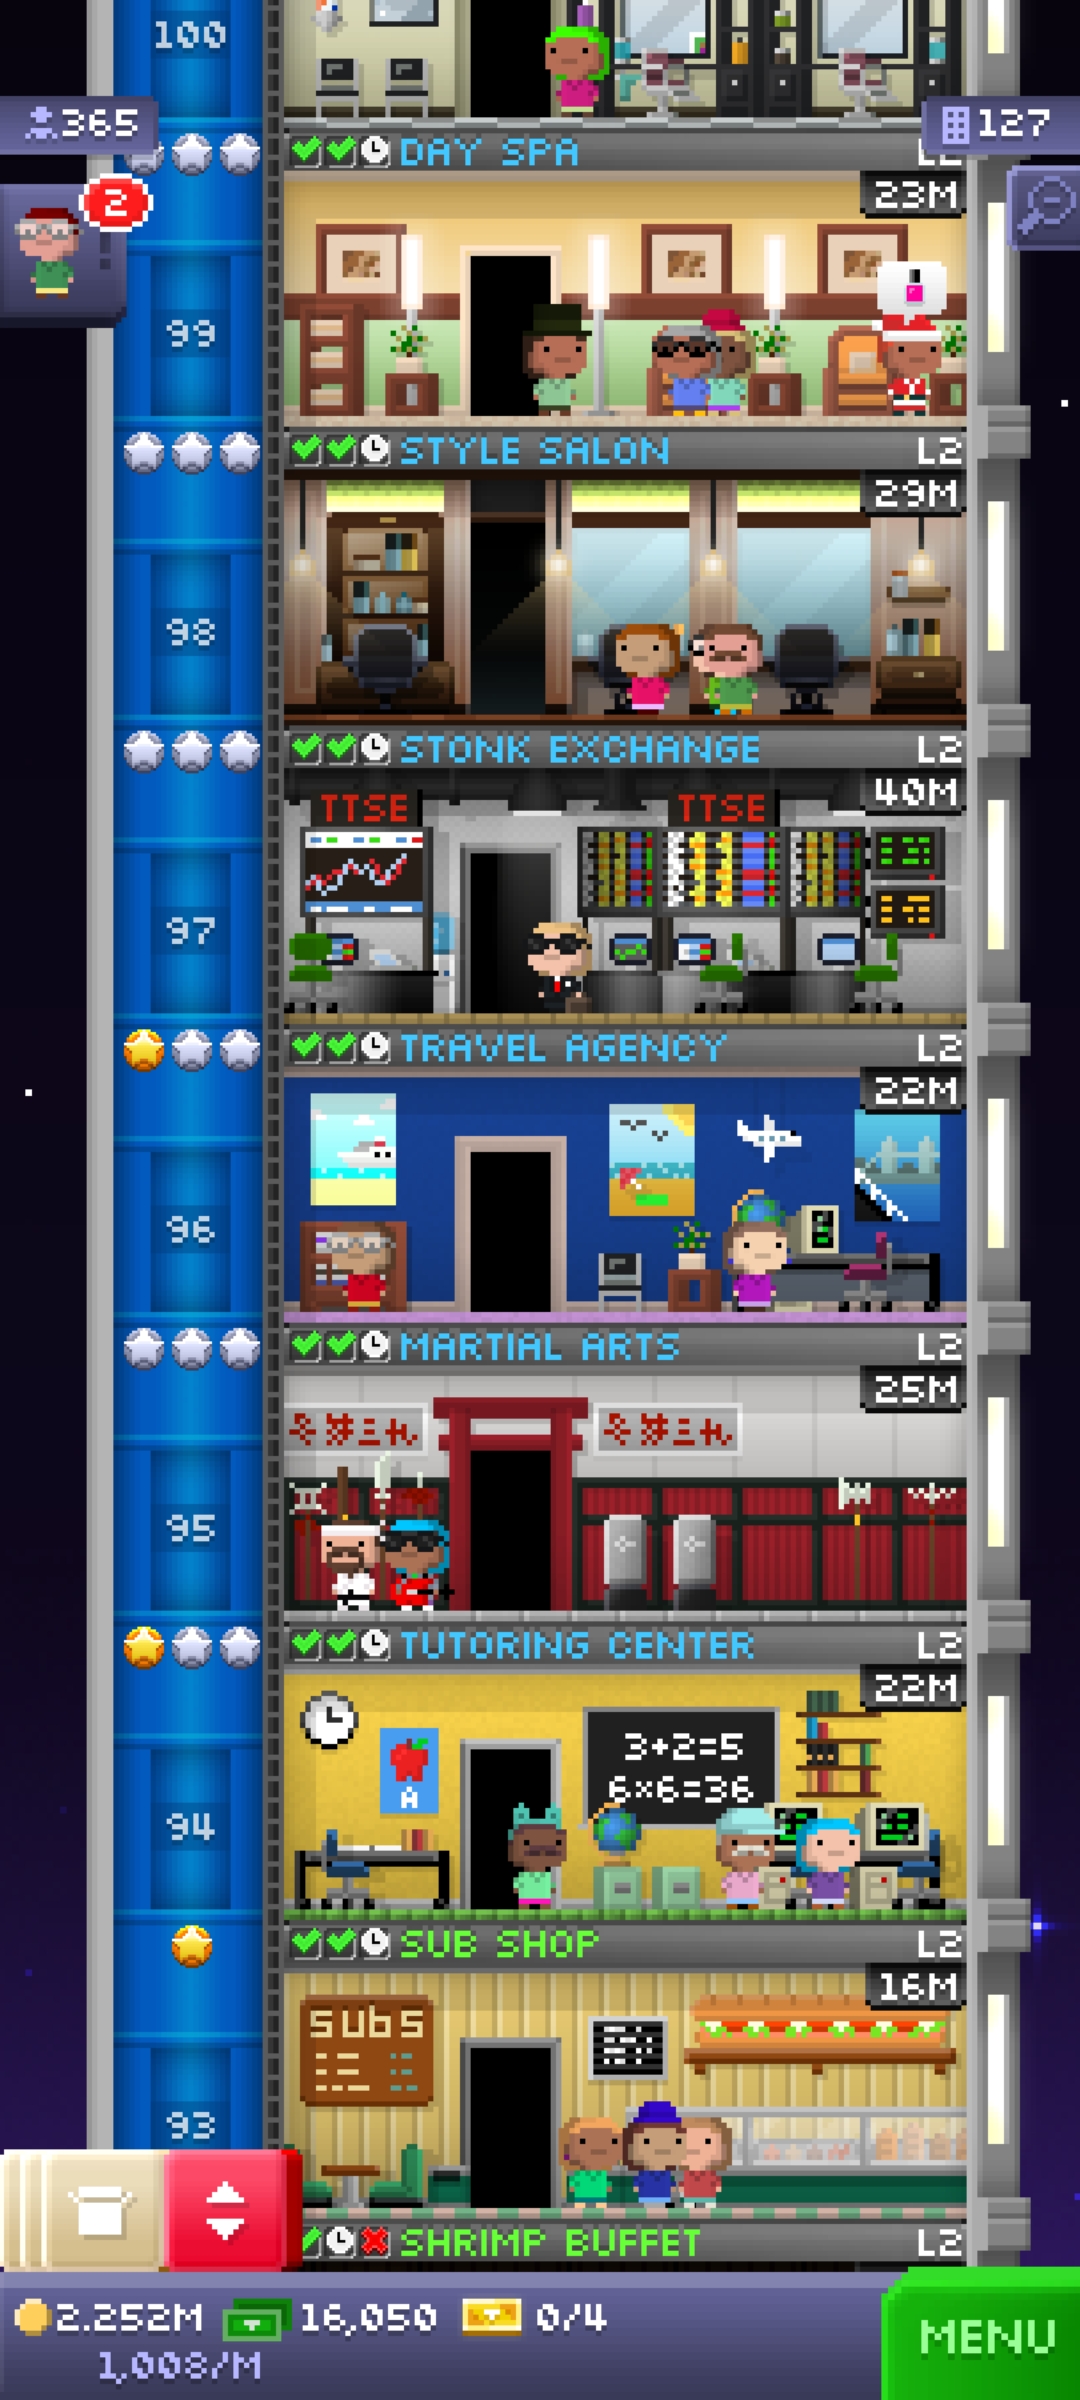 100
365
127
DAY SPA
L2
2
23M
99
STYLE SALON
L2
29M
98
STONK EXCHANGE
L2
40M
TTSE
TTSE
97
TRAVEL AGENCY
L2
22M
96
MARTIAL ARTS
L2
25M
95
TUTORING CENTER
L2
22M
3+2=5
6×6=36
A
94
SUB SHOP
L2
16M
subs
93
SHRIMP BUFFET
L2
2.252M
16,050
0/4
1,008/M
MENU